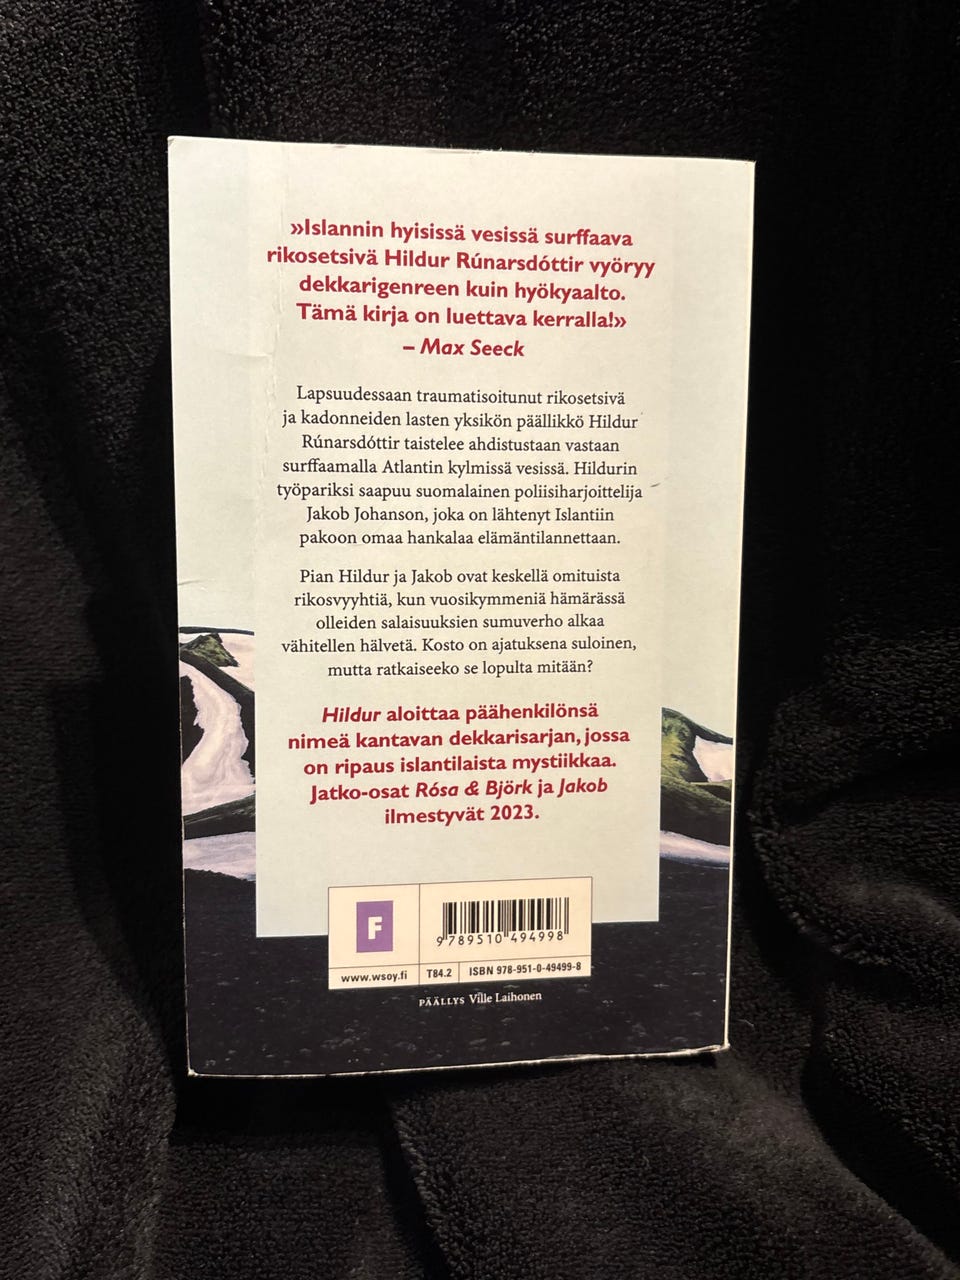 »Islannin hyisissä vesissä surffaava
rikosetsivä Hildur Rúnarsdóttir vyöryy
dekkarigenreen kuin hyökyaalto.
Tämä kirja on luettava kerralla!»
– Max Seeck
Lapsuudessaan traumatisoitunut rikosetsivä
ja kadonneiden lasten yksikön päällikkö Hildur
Rúnarsdóttir taistelee ahdistustaan vastaan
surffaamalla Atlantin kylmissä vesissä. Hildurin
työpariksi saapuu suomalainen poliisiharjoittelija
Jakob Johanson, joka on lähtenyt Islantiin
pakoon omaa hankalaa elämäntilannettaan.
Pian Hildur ja Jakob ovat keskellä omituista
rikosvyyhtiä, kun vuosikymmeniä hämärässä
olleiden salaisuuksien sumuverho alkaa
vähitellen hälvetä. Kosto on ajatuksena suloinen,
mutta ratkaiseeko se lopulta mitään?
Hildur aloittaa päähenkilönsä
nimeä kantavan dekkarisarjan, jossa
on ripaus islantilaista mystiikkaa.
Jatko-osat Rósa & Björk ja Jakob
ilmestyvät 2023.
F
9 789510 494998
www.wsoy.fi
T84.2
ISBN 978-951-0-49499-8
PÄÄLLYS Ville Laihonen